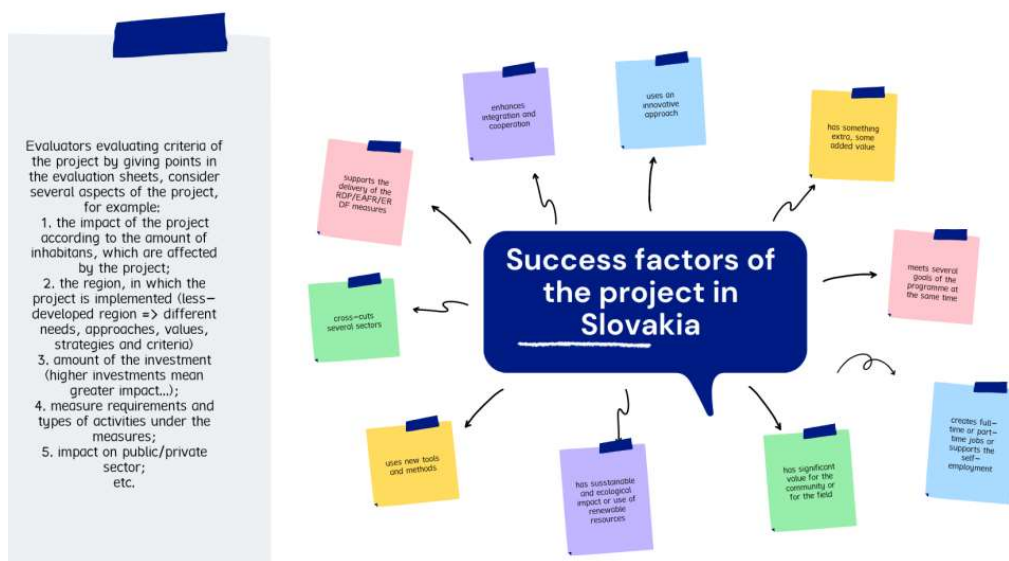 Evaluators evaluating criteria of
the project by giving points in
the evaluation sheets, consider
several aspects of the project,
for example:
1. the impact of the project
according to the amount of
inhabitans, which are affected
by the project;
2. the region, in which the
project is implemented (less-
developed region => different
needs, approaches, values,
strategies and criteria)
3. amount of the investment
(higher investments mean
greater impact...);
4. measure requirements and
types of activities under the
measures;
5. impact on public/private
sector;
etc.
Success factors of
the project in
Slovakia
enhances
integration and
cooperation
uses an
innovative
approach
has something
extra, some
added value
supports the
delivery of the
RDP/EAFR/ER
DF measures
meets several
goals of the
programme at
the same time
cross-cuts
several sectors
creates full-
time or part-
time jobs or
supports the
self-
employment
uses new tools
and methods
has susstainable
and ecological
impact or use of
renewable
resources
has significant
value for the
community or
for the field